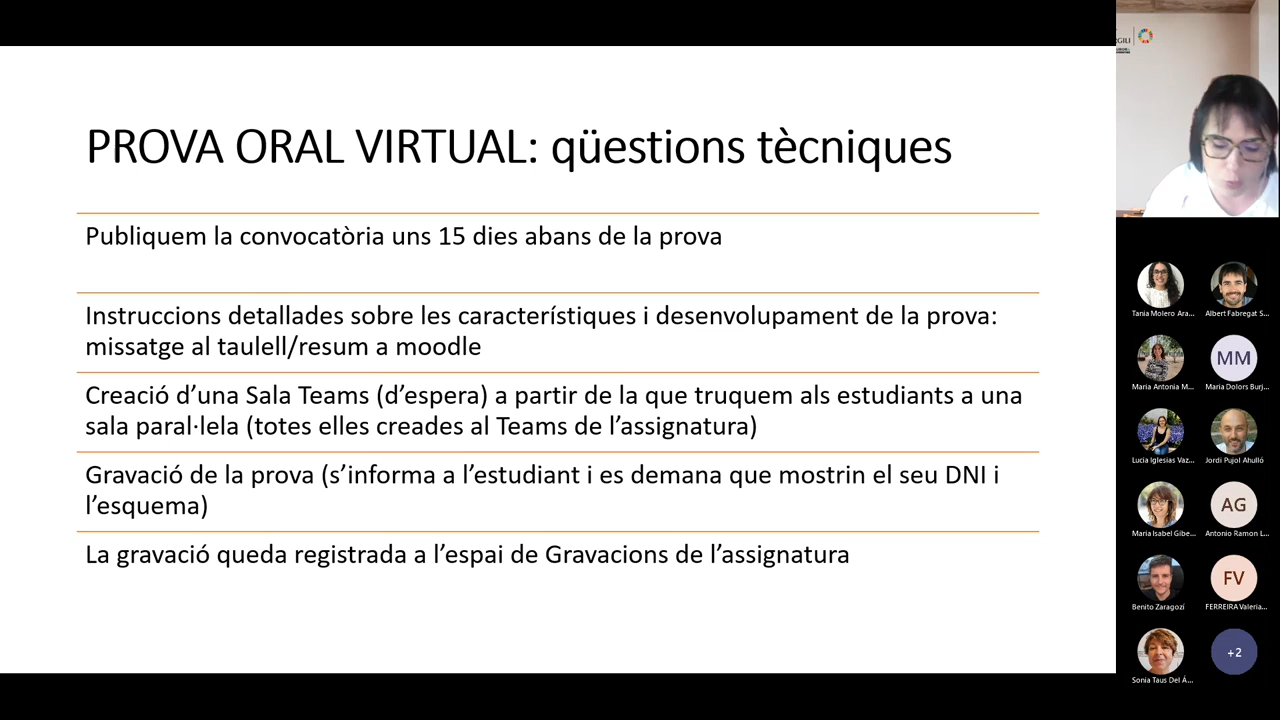 PROVA ORAL VIRTUAL: qüestions tècniques
Publiquem la convocatòria uns 15 dies abans de la prova
Instruccions detallades sobre les característiques i desenvolupament de la prova:
missatge al taulell/resum a moodle
Creació d’una Sala Teams (d’espera) a partir de la que truquem als estudiants a una
sala paral·lela (totes elles creades al Teams de l’assignatura)
Gravació de la prova (s’informa a l’estudiant i es demana que mostrin el seu DNI i
l’esquema)
La gravació queda registrada a l’espai de Gravacions de l’assignatura
RGILI
Tania Molero Ara...
Albert Fabregat S...
Maria Antonia M...
MM
Maria Dolors Burj...
Lucia Iglesias Vaz...
Jordi Pujol Ahulló
Maria Isabel Gibe...
AG
Antonio Ramon L...
Benito Zaragozí
FV
FERREIRA Valeria...
Sonia Taus Del Á...
+2